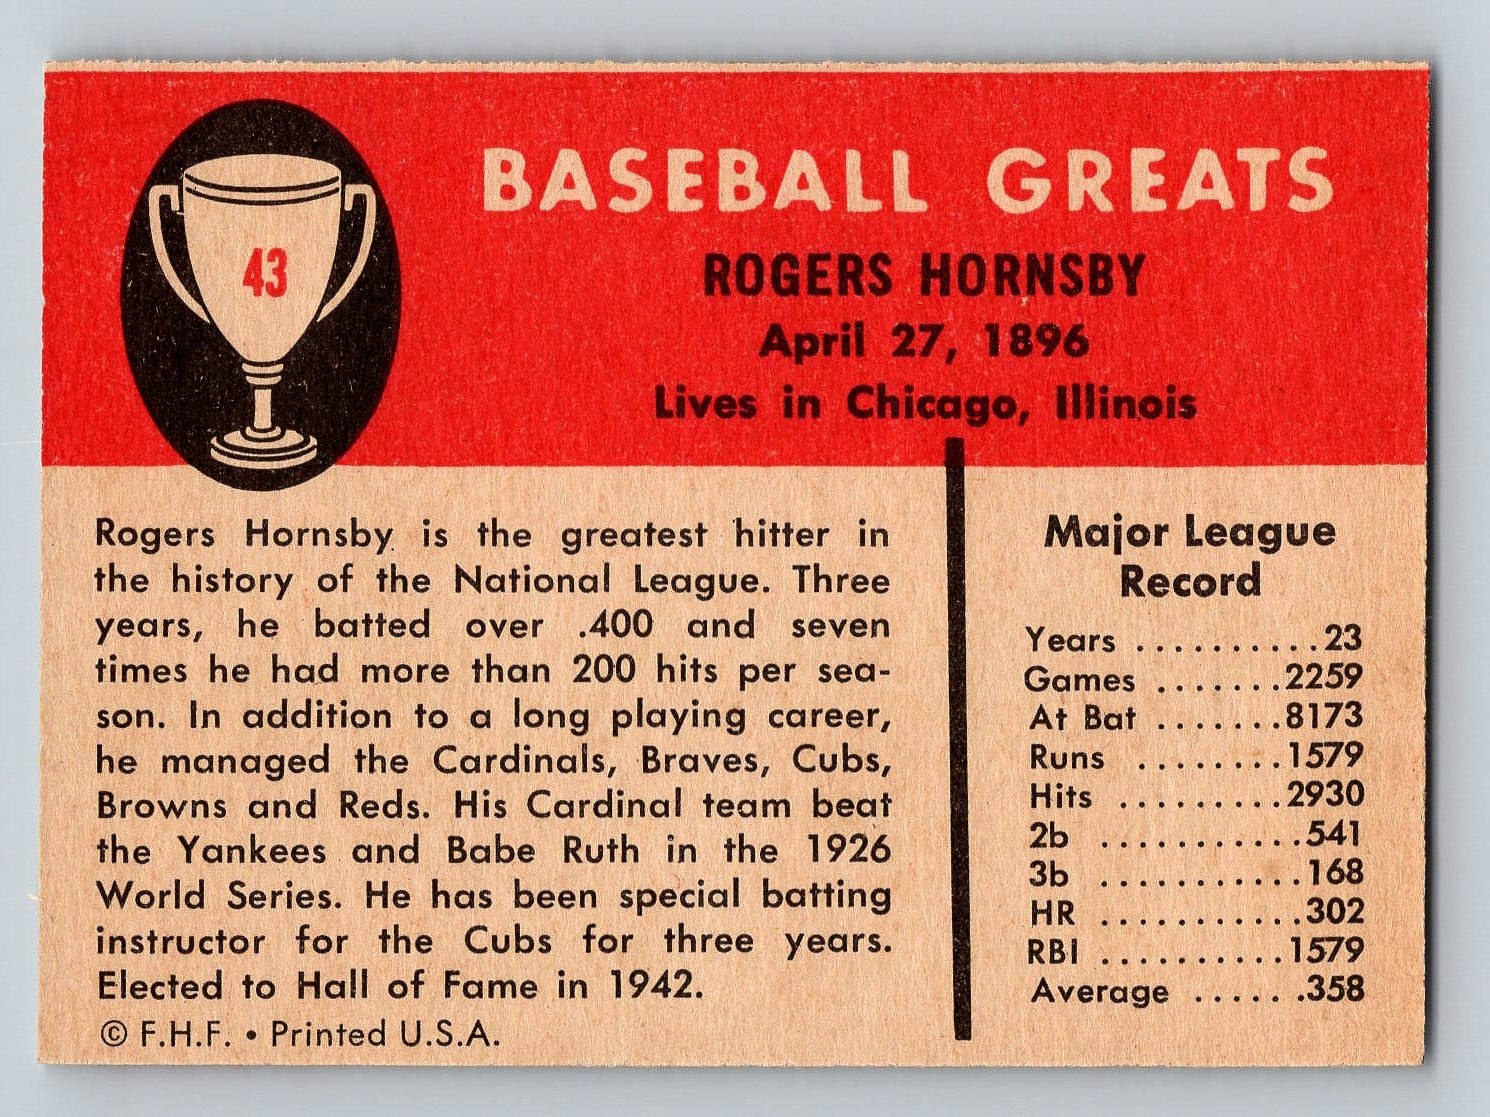 43
BASEBALL GREATS
ROGERS HORNSBY
April 27, 1896
Lives in Chicago, Illinois
Rogers Hornsby is the greatest hitter in
the history of the National League. Three
years, he batted over .400 and seven
times he had more than 200 hits per sea-
son. In addition to a long playing career,
he managed the Cardinals, Braves, Cubs,
Browns and Reds. His Cardinal team beat
the Yankees and Babe Ruth in the 1926
World Series. He has been special batting
instructor for the Cubs for three years.
Elected to Hall of Fame in 1942.
© F.H.F. • Printed U.S.A.
Major League
Record
Years ..........23
Games .......2259
At Bat .......8173
Runs ........1579
Hits .........2930
2b ...........541
3b ...........168
HR ...........302
RBI ..........1579
Average ......358